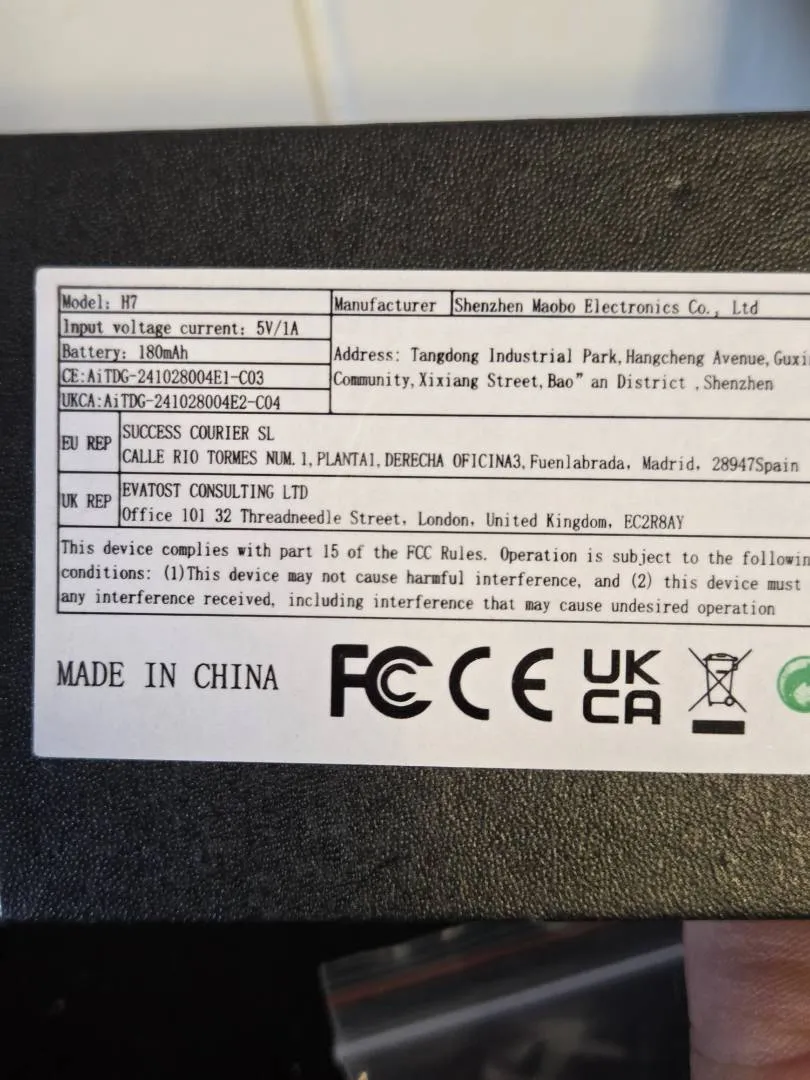 Model: H7
Manufacturer
Shenzhen Maobo Electronics Co., Ltd
Input voltage current: 5V/1A
Battery: 180mAh
CE:AiTDG-241028004E1-C03
UKCA:AiTDG-241028004E2-C04
Address: Tangdong Industrial Park,Hangcheng Avenue,
Community,Xixiang Street,Bao" an District ,Shenzhen
EU REP
SUCCESS COURIER SL
CALLE RIO TORMES NUM.1,PLANTA1,DERECHA OFICINA3,Fuenlabrada, Madrid, 28947Spain
UK REP
EVATOST CONSULTING LTD
Office 101 32 Threadneedle Street, London, United Kingdom, EC2R8AY
This device complies with part 15 of the FCC Rules. Operation is subject to the
conditions: (1)This device may not cause harmful interference, and (2) this device must
any interference received, including interference that may cause undesired operation
MADE IN CHINA
FC CE UK
CA